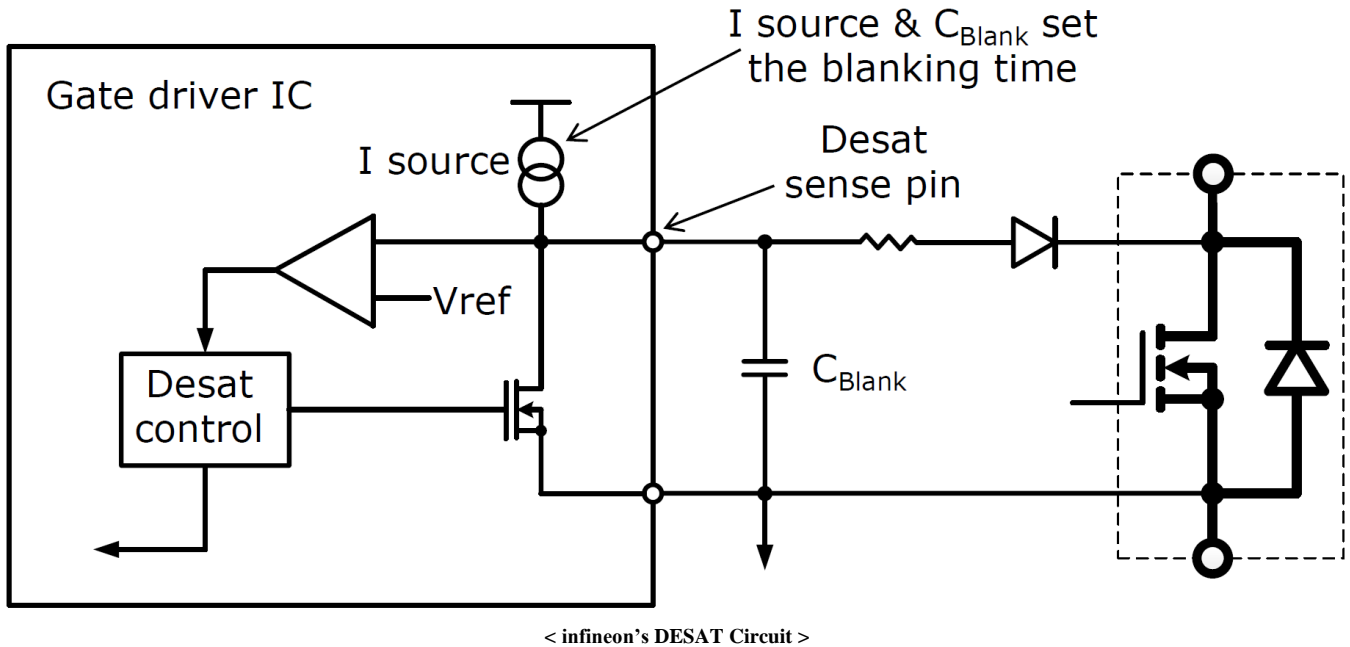 I source & CBlank set
the blanking time
Gate driver IC
I source
Desat
sense pin
Vref
Desat
control
CBlank
< infineon's DESAT Circuit >